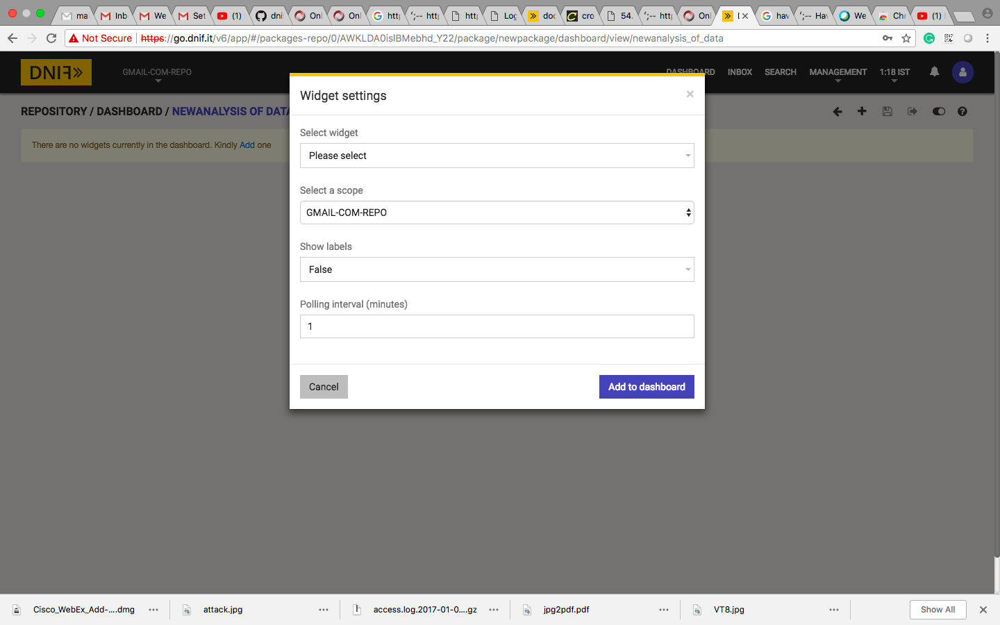 ma
Inb
We
Set
(1)
dni
Onl
Onl
http
http
http
Log
doc
cro
54.
http
Onl
hav
Hav
We
Chr
(1)
Not Secure
https://go.dnif.it/v6/app/#/packages-repo/0/AWKLDA0isIBMebhd_Y22/package/newpackage/dashboard/view/newanalysis_of_data
DNIF»
GMAIL-COM-REPO
DASHBOARD
INBOX
SEARCH
MANAGEMENT
1:18 IST
REPOSITORY / DASHBOARD / NEWANALYSIS OF DATA
There are no widgets currently in the dashboard. Kindly Add one
Widget settings
×
Select widget
Please select
Select a scope
GMAIL-COM-REPO
Show labels
False
Polling interval (minutes)
1
Cancel
Add to dashboard
Cisco_WebEx_Add-....dmg
attack.jpg
access.log.2017-01-0....gz
jpg2pdf.pdf
VT8.jpg
Show All